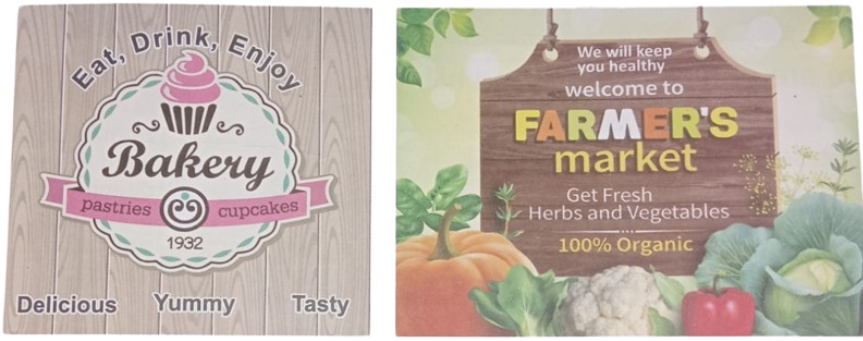 Eat, Drink, Enjoy
Bakery
pastries cupcakes
1932
Delicious Yummy Tasty
We will keep
you healthy
welcome to
FARMER'S
market
Get Fresh
Herbs and Vegetables
100% Organic